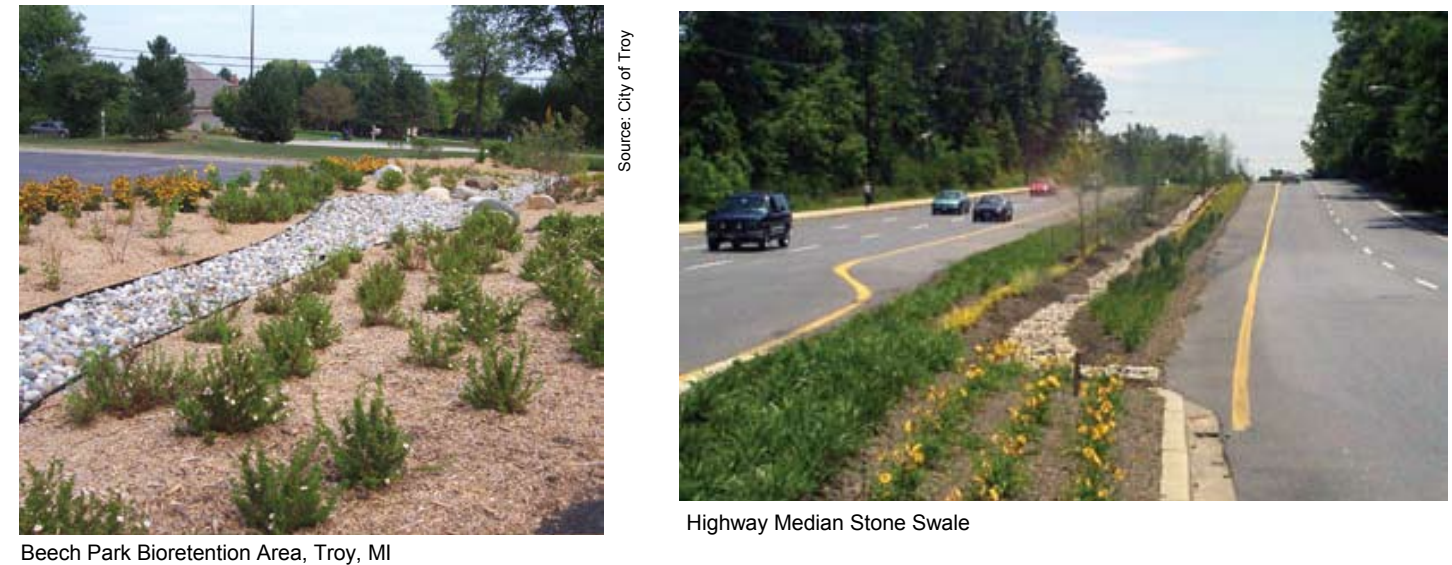 Source: City of Troy
Beech Park Bioretention Area, Troy, MI
Highway Median Stone Swale